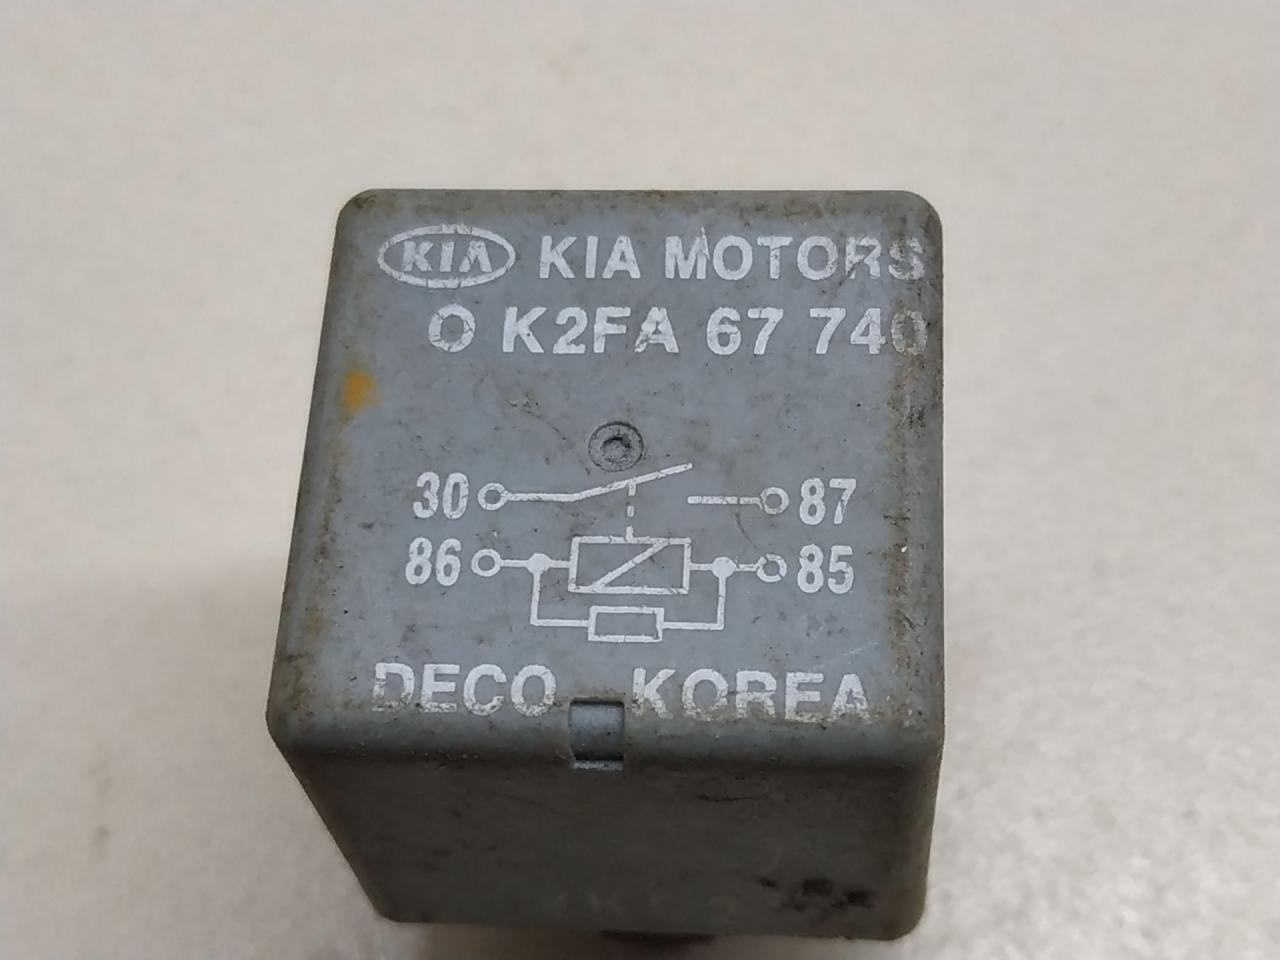 KIA KIA MOTORS
O K2FA 67 740
30 87
86 85
DECO KOREA